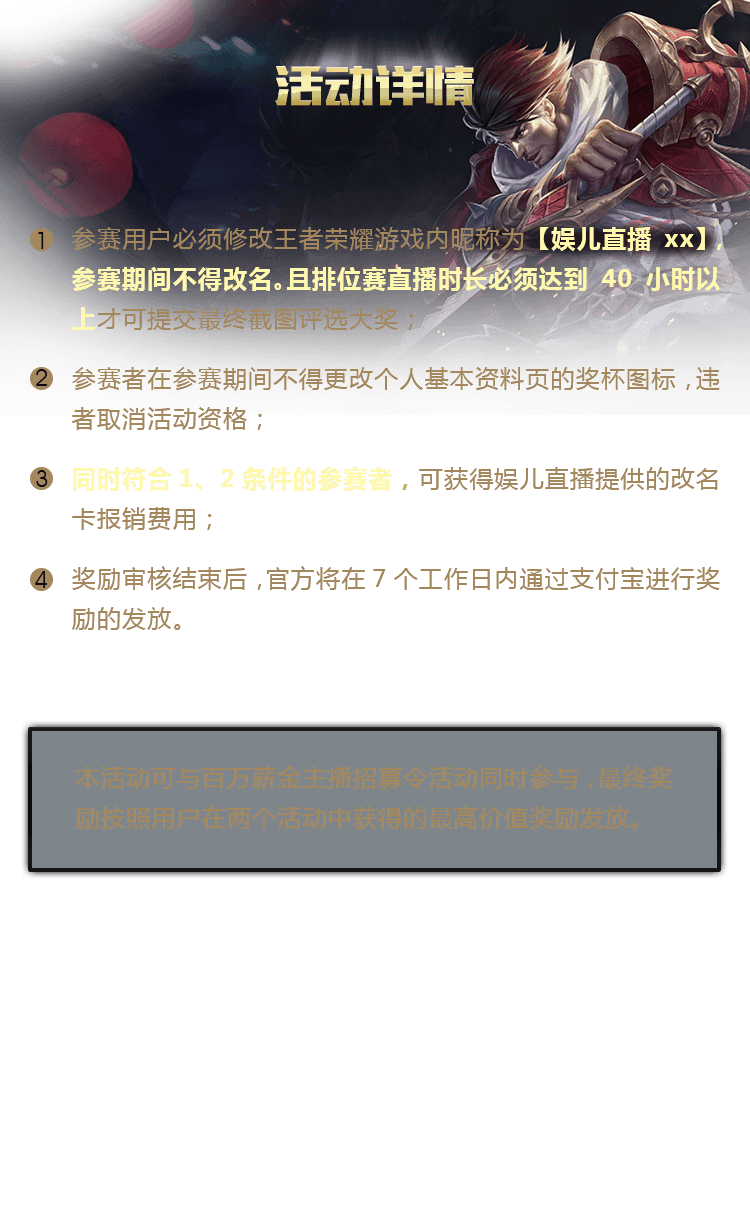 活动详情
1 参赛用户必须修改王者荣耀游戏内昵称为【娱儿直播 xx】,
参赛期间不得改名。且排位赛直播时长必须达到 40 小时以
上才可提交最终截图评选大奖；
2 参赛者在参赛期间不得更改个人基本资料页的奖杯图标，违
者取消活动资格；
3 同时符合 1、2 条件的参赛者，可获得娱儿直播提供的改名
卡报销费用；
4 奖励审核结束后，官方将在 7 个工作日内通过支付宝进行奖
励的发放。
本活动可与百万薪金主播招募令活动同时参与，最终奖
励按照用户在两个活动中获得的最高价值奖励发放。